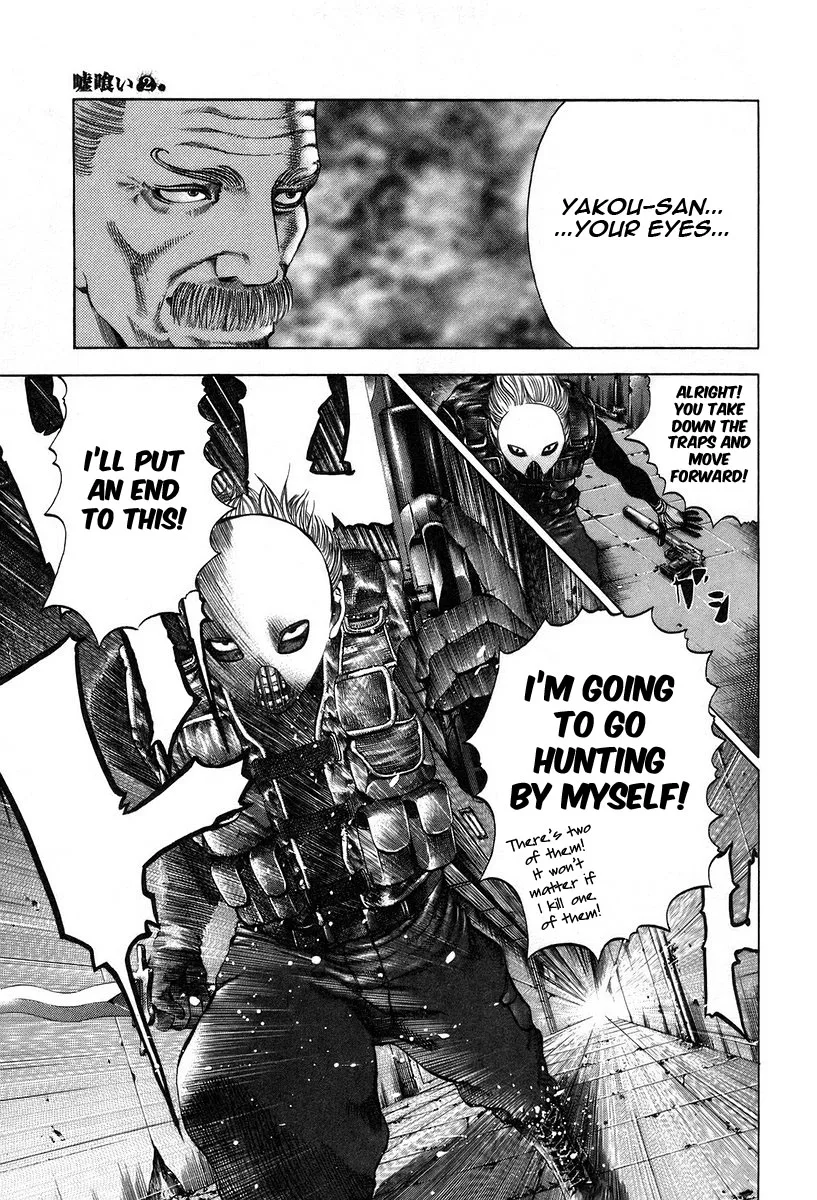 嘘喰い 2.
YAKOU-SAN...
...YOUR EYES...
ALRIGHT!
YOU TAKE
DOWN THE
TRAPS AND
MOVE
FORWARD!
ガシ
I'LL PUT
AN END
TO THIS!
I'M GOING
TO GO
HUNTING
BY MYSELF!
There's two
of them!
It won't
matter if
I kill one
of them!